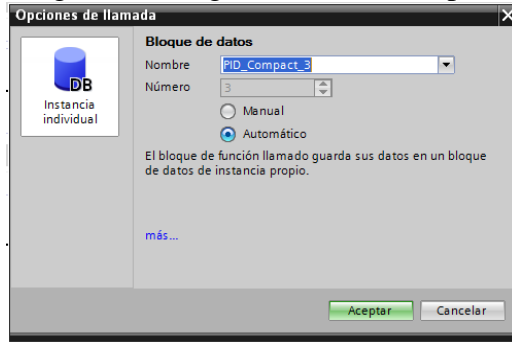 Opciones de llamada
X
DB
Instancia
individual
Bloque de datos
Nombre PID_Compact_3
Número 3
Manual
Automático
El bloque de función llamado guarda sus datos en un bloque
de datos de instancia propio.
más...
Aceptar Cancelar